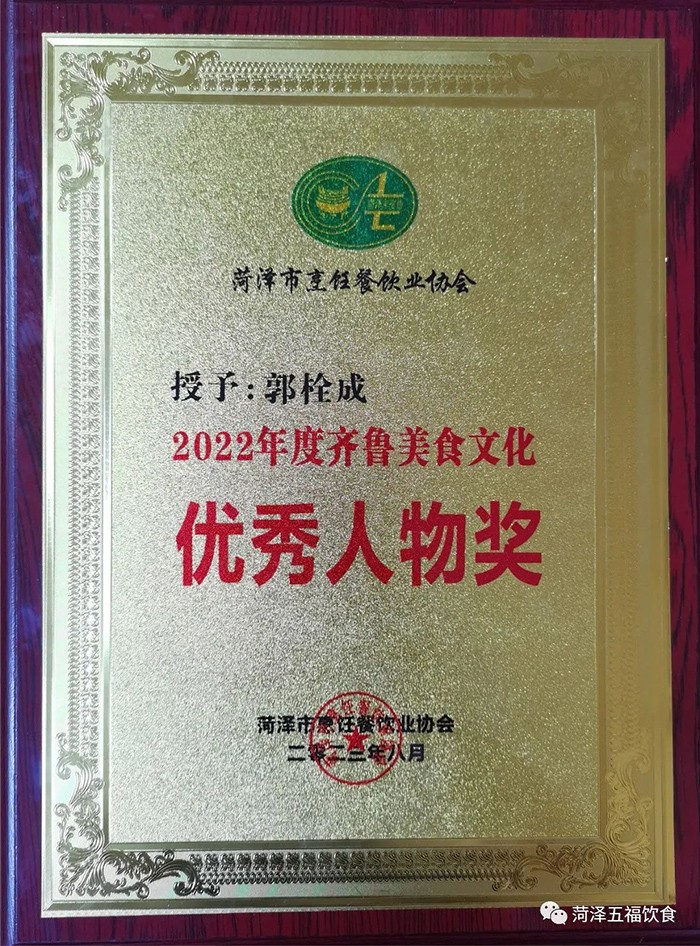 菏泽市烹饪餐饮业协会
授予：郭栓成
2022年度齐鲁美食文化
优秀人物奖
菏泽市烹饪餐饮业协会
二零二三年八月
菏泽五福饮食